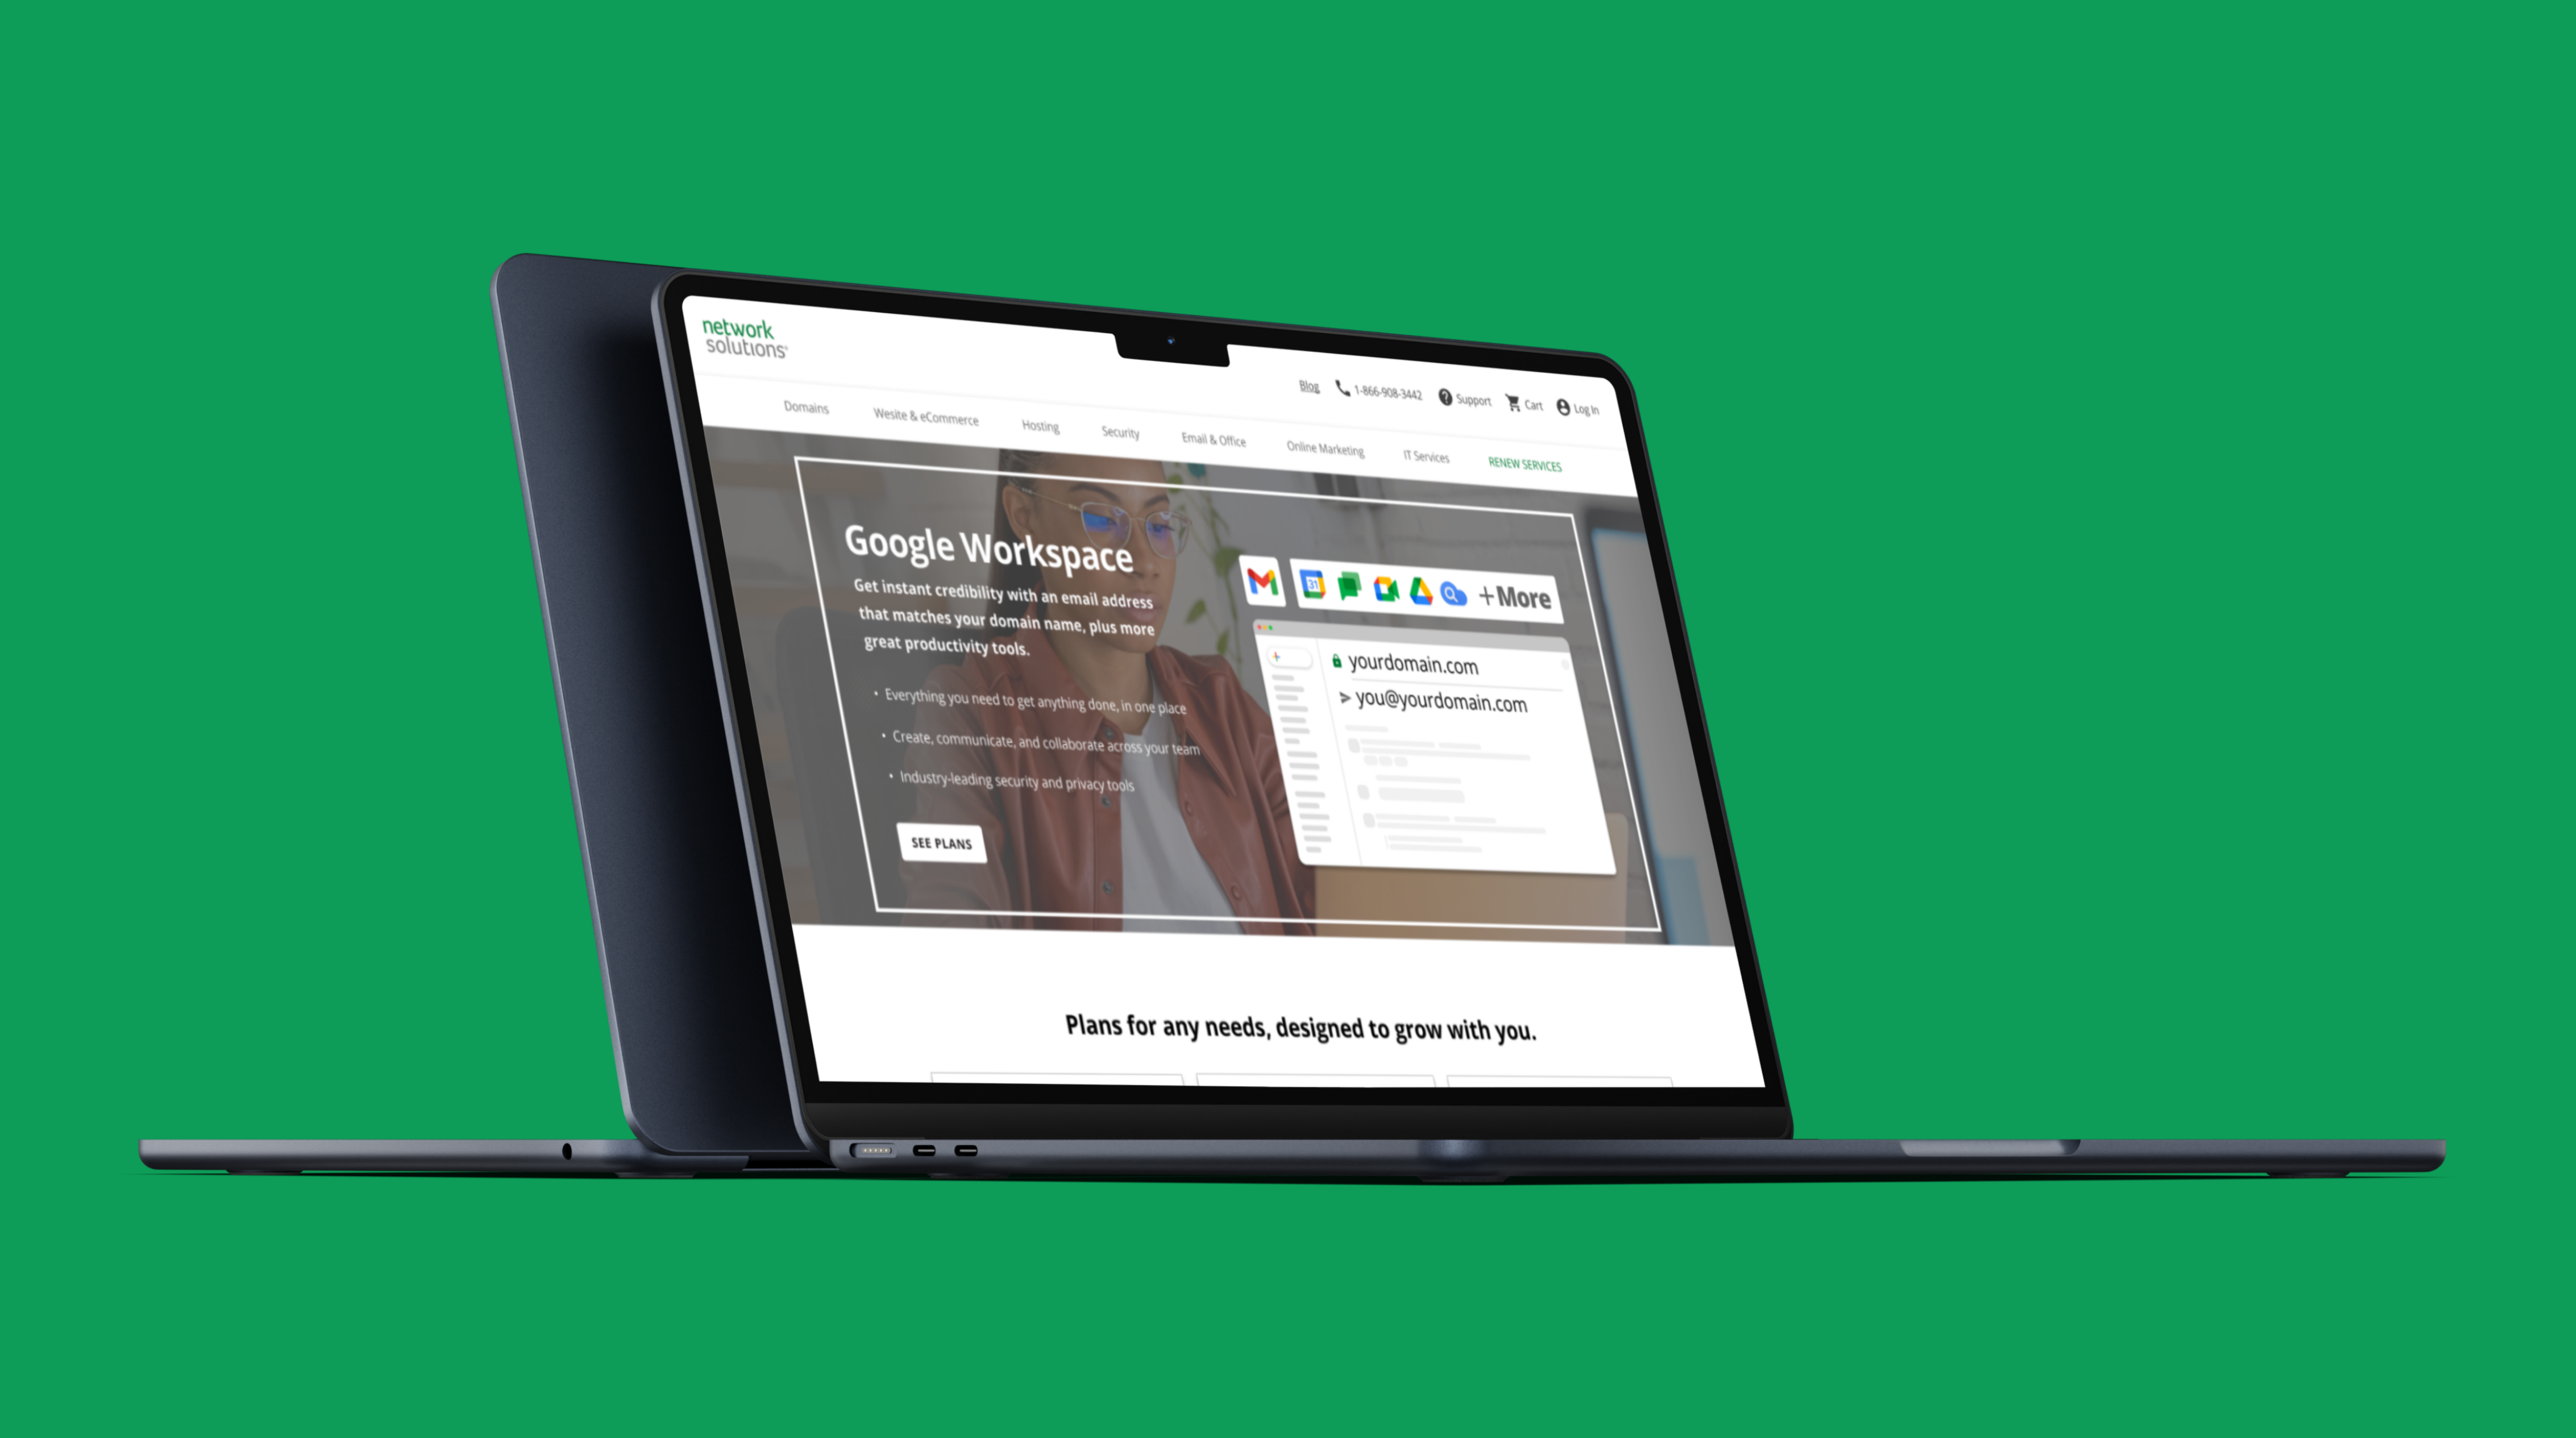 network
solutions®
Blog 1-866-908-3442 Support Cart Log In
Domains Wesite & eCommerce Hosting Security Email & Office Online Marketing IT Services RENEW SERVICES
Google Workspace
Get instant credibility with an email address
that matches your domain name, plus more
great productivity tools.
• Everything you need to get anything done, in one place
• Create, communicate, and collaborate across your team
• Industry-leading security and privacy tools
SEE PLANS
31 +More
yourdomain.com
you@yourdomain.com
Plans for any needs, designed to grow with you.